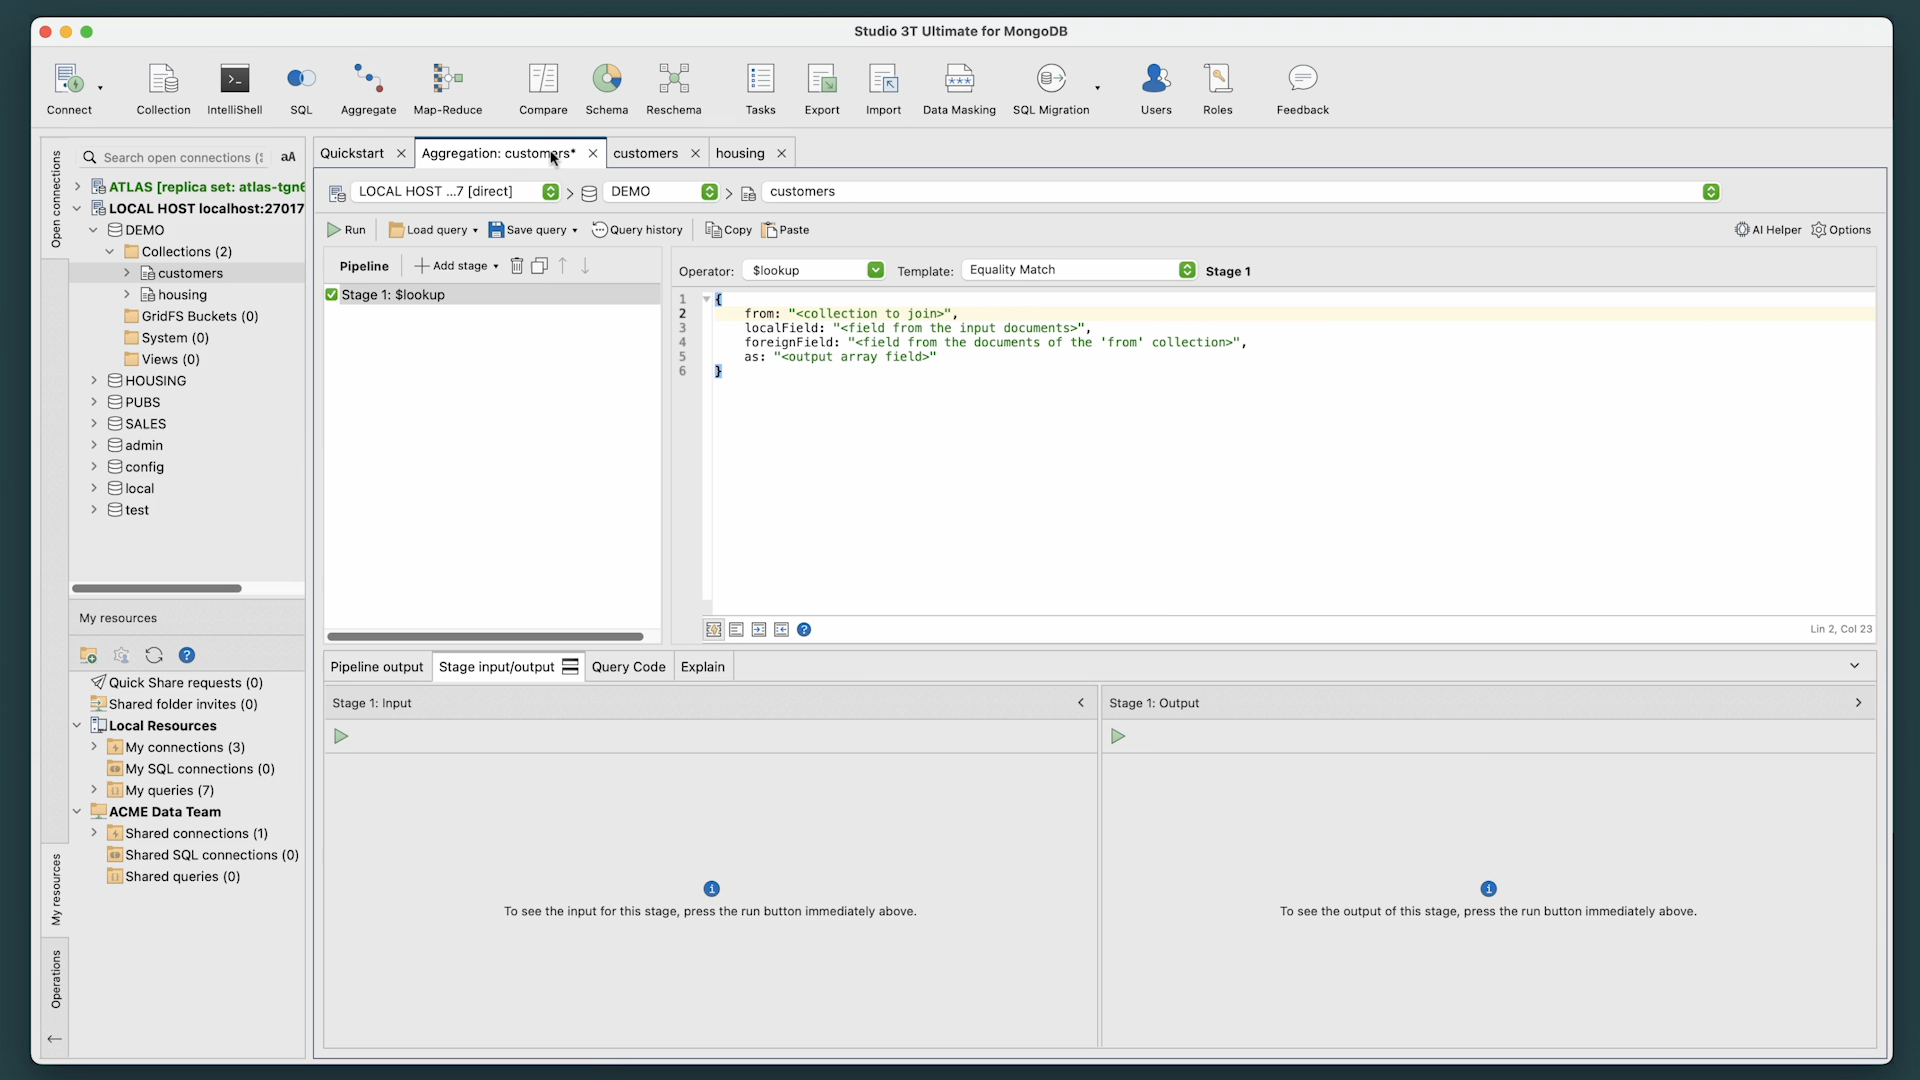 Studio 3T Ultimate for MongoDB
Connect
Collection
IntelliShell
SQL
Aggregate
Map-Reduce
Compare
Schema
Reschema
Tasks
Export
Import
Data Masking
SQL Migration
Users
Roles
Feedback
Open connections
Search open connections (
aA
ATLAS [replica set: atlas-tgn6
LOCAL HOST localhost:27017
DEMO
Collections (2)
customers
housing
GridFS Buckets (0)
System (0)
Views (0)
HOUSING
PUBS
SALES
admin
config
local
test
My resources
My resources
Quick Share requests (0)
Shared folder invites (0)
Local Resources
My connections (3)
My SQL connections (0)
My queries (7)
ACME Data Team
Shared connections (1)
Shared SQL connections (0)
Shared queries (0)
Operations
Quickstart
Aggregation: customers*
customers
housing
LOCAL HOST ...7 [direct]
DEMO
customers
Run
Load query
Save query
Query history
Copy
Paste
AI Helper
Options
Pipeline
Add stage
Stage 1: $lookup
Operator:
$lookup
Template:
Equality Match
Stage 1
1 {
2 from: "<collection to join>",
3 localField: "<field from the input documents>",
4 foreignField: "<field from the documents of the 'from' collection>",
5 as: "<output array field>"
6 }
Lin 2, Col 23
Pipeline output
Stage input/output
Query Code
Explain
Stage 1: Input
To see the input for this stage, press the run button immediately above.
Stage 1: Output
To see the output of this stage, press the run button immediately above.